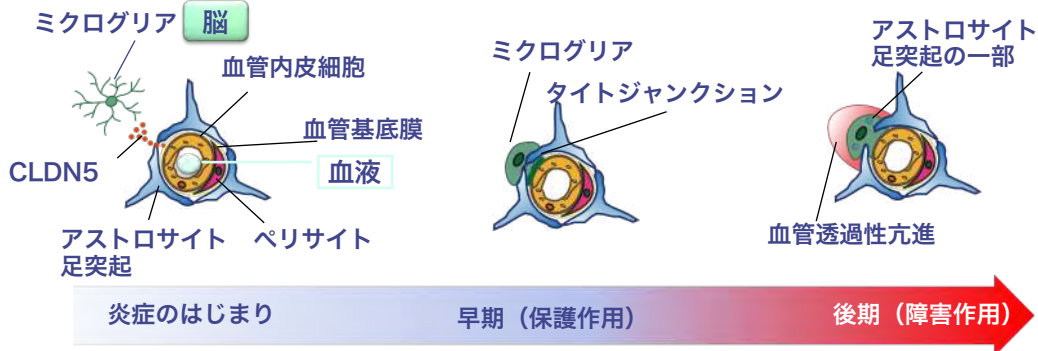 ミクログリア
脳
血管内皮細胞
血管基底膜
血液
CLDN5
アストロサイト
足突起
ペリサイト
ミクログリア
タイトジャンクション
アストロサイト
足突起の一部
血管透過性亢進
炎症のはじまり
早期（保護作用）
後期（障害作用）